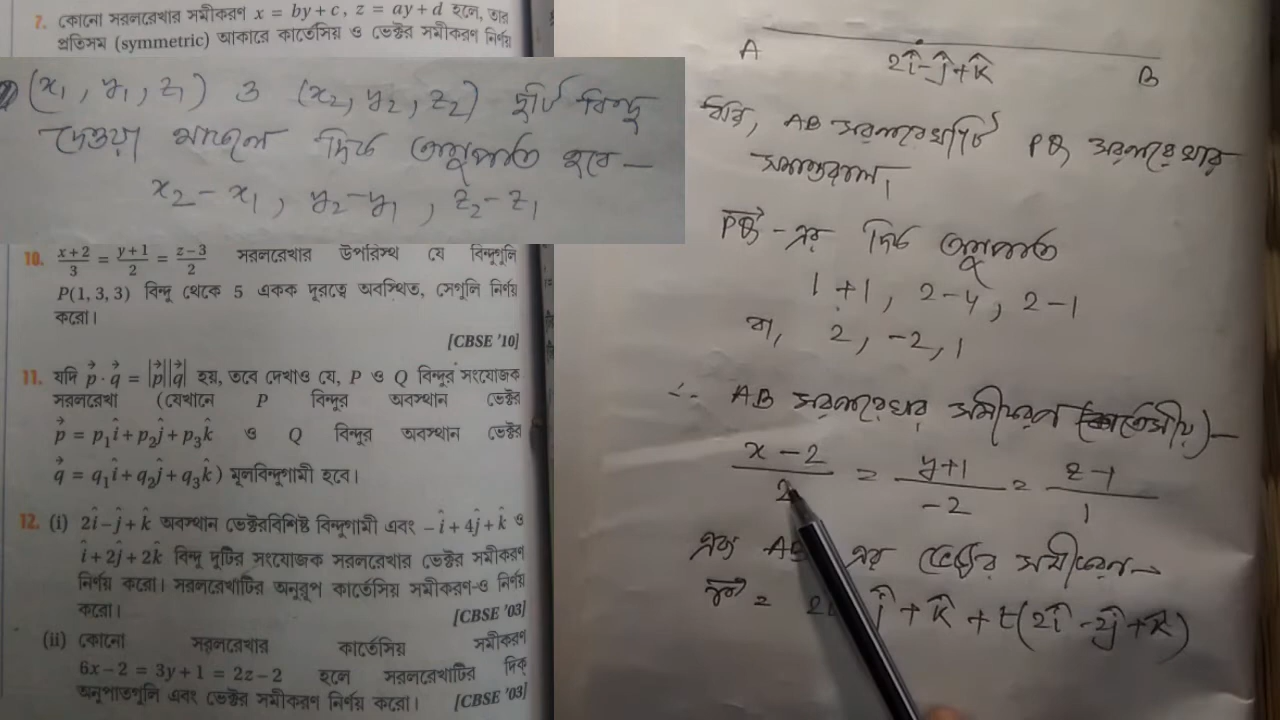 7. কোনো সরলরেখার সমীকরণ x = by + c, z = ay + d হলে, তার
প্রতিসম (symmetric) আকারে কার্তেসিয় ও ভেক্টর সমীকরণ নির্ণয়
(x₁, y₁, z₁) ও (x₂, y₂, z₂) দুটি বিন্দু
দেওয়া থাকলে দিক অনুপাত হবে —
x₂ - x₁, y₂ - y₁, z₂ - z₁
10. (x+2)/3 = (y+1)/2 = (z-3)/2 সরলরেখার উপরিস্থ যে বিন্দুগুলি
P(1, 3, 3) বিন্দু থেকে 5 একক দূরত্বে অবস্থিত, সেগুলি নির্ণয়
করো।
[CBSE '10]
11. যদি p⃗ · q⃗ = |p⃗||q⃗| হয়, তবে দেখাও যে, P ও Q বিন্দুর সংযোজক
সরলরেখা (যেখানে P বিন্দুর অবস্থান ভেক্টর
p⃗ = p₁î + p₂ĵ + p₃k̂ ও Q বিন্দুর অবস্থান ভেক্টর
q⃗ = q₁î + q₂ĵ + q₃k̂) মূলবিন্দুগামী হবে।
12. (i) 2î - ĵ + k̂ অবস্থান ভেক্টরবিশিষ্ট বিন্দুগামী এবং -î + 4ĵ + k̂ ও
î + 2ĵ + 2k̂ বিন্দু দুটির সংযোজক সরলরেখার ভেক্টর সমীকরণ
নির্ণয় করো। সরলরেখাটির অনুরূপ কার্তেসিয় সমীকরণ-ও নির্ণয়
করো।
[CBSE '03]
(ii) কোনো সরলরেখার কার্তেসিয় সমীকরণ
6x - 2 = 3y + 1 = 2z - 2 হলে সরলরেখাটির দিক্
অনুপাতগুলি এবং ভেক্টর সমীকরণ নির্ণয় করো। [CBSE '03]
A 2î - ĵ + k̂ B
ধরি, AB সরলরেখাটি PQ সরলরেখার
সমান্তরাল।
PQ⃗ - এর দিক অনুপাত
1+1, 2-4, 2-1
বা, 2, -2, 1
∴ AB সরলরেখার সমীকরণ (কার্তেসীয়) —
(x-2)/2 = (y+1)/-2 = (z-1)/1
এবং AB এর ভেক্টর সমীকরণ →
r⃗ = 2î ĵ + k̂ + t(2î - 2ĵ + k̂)